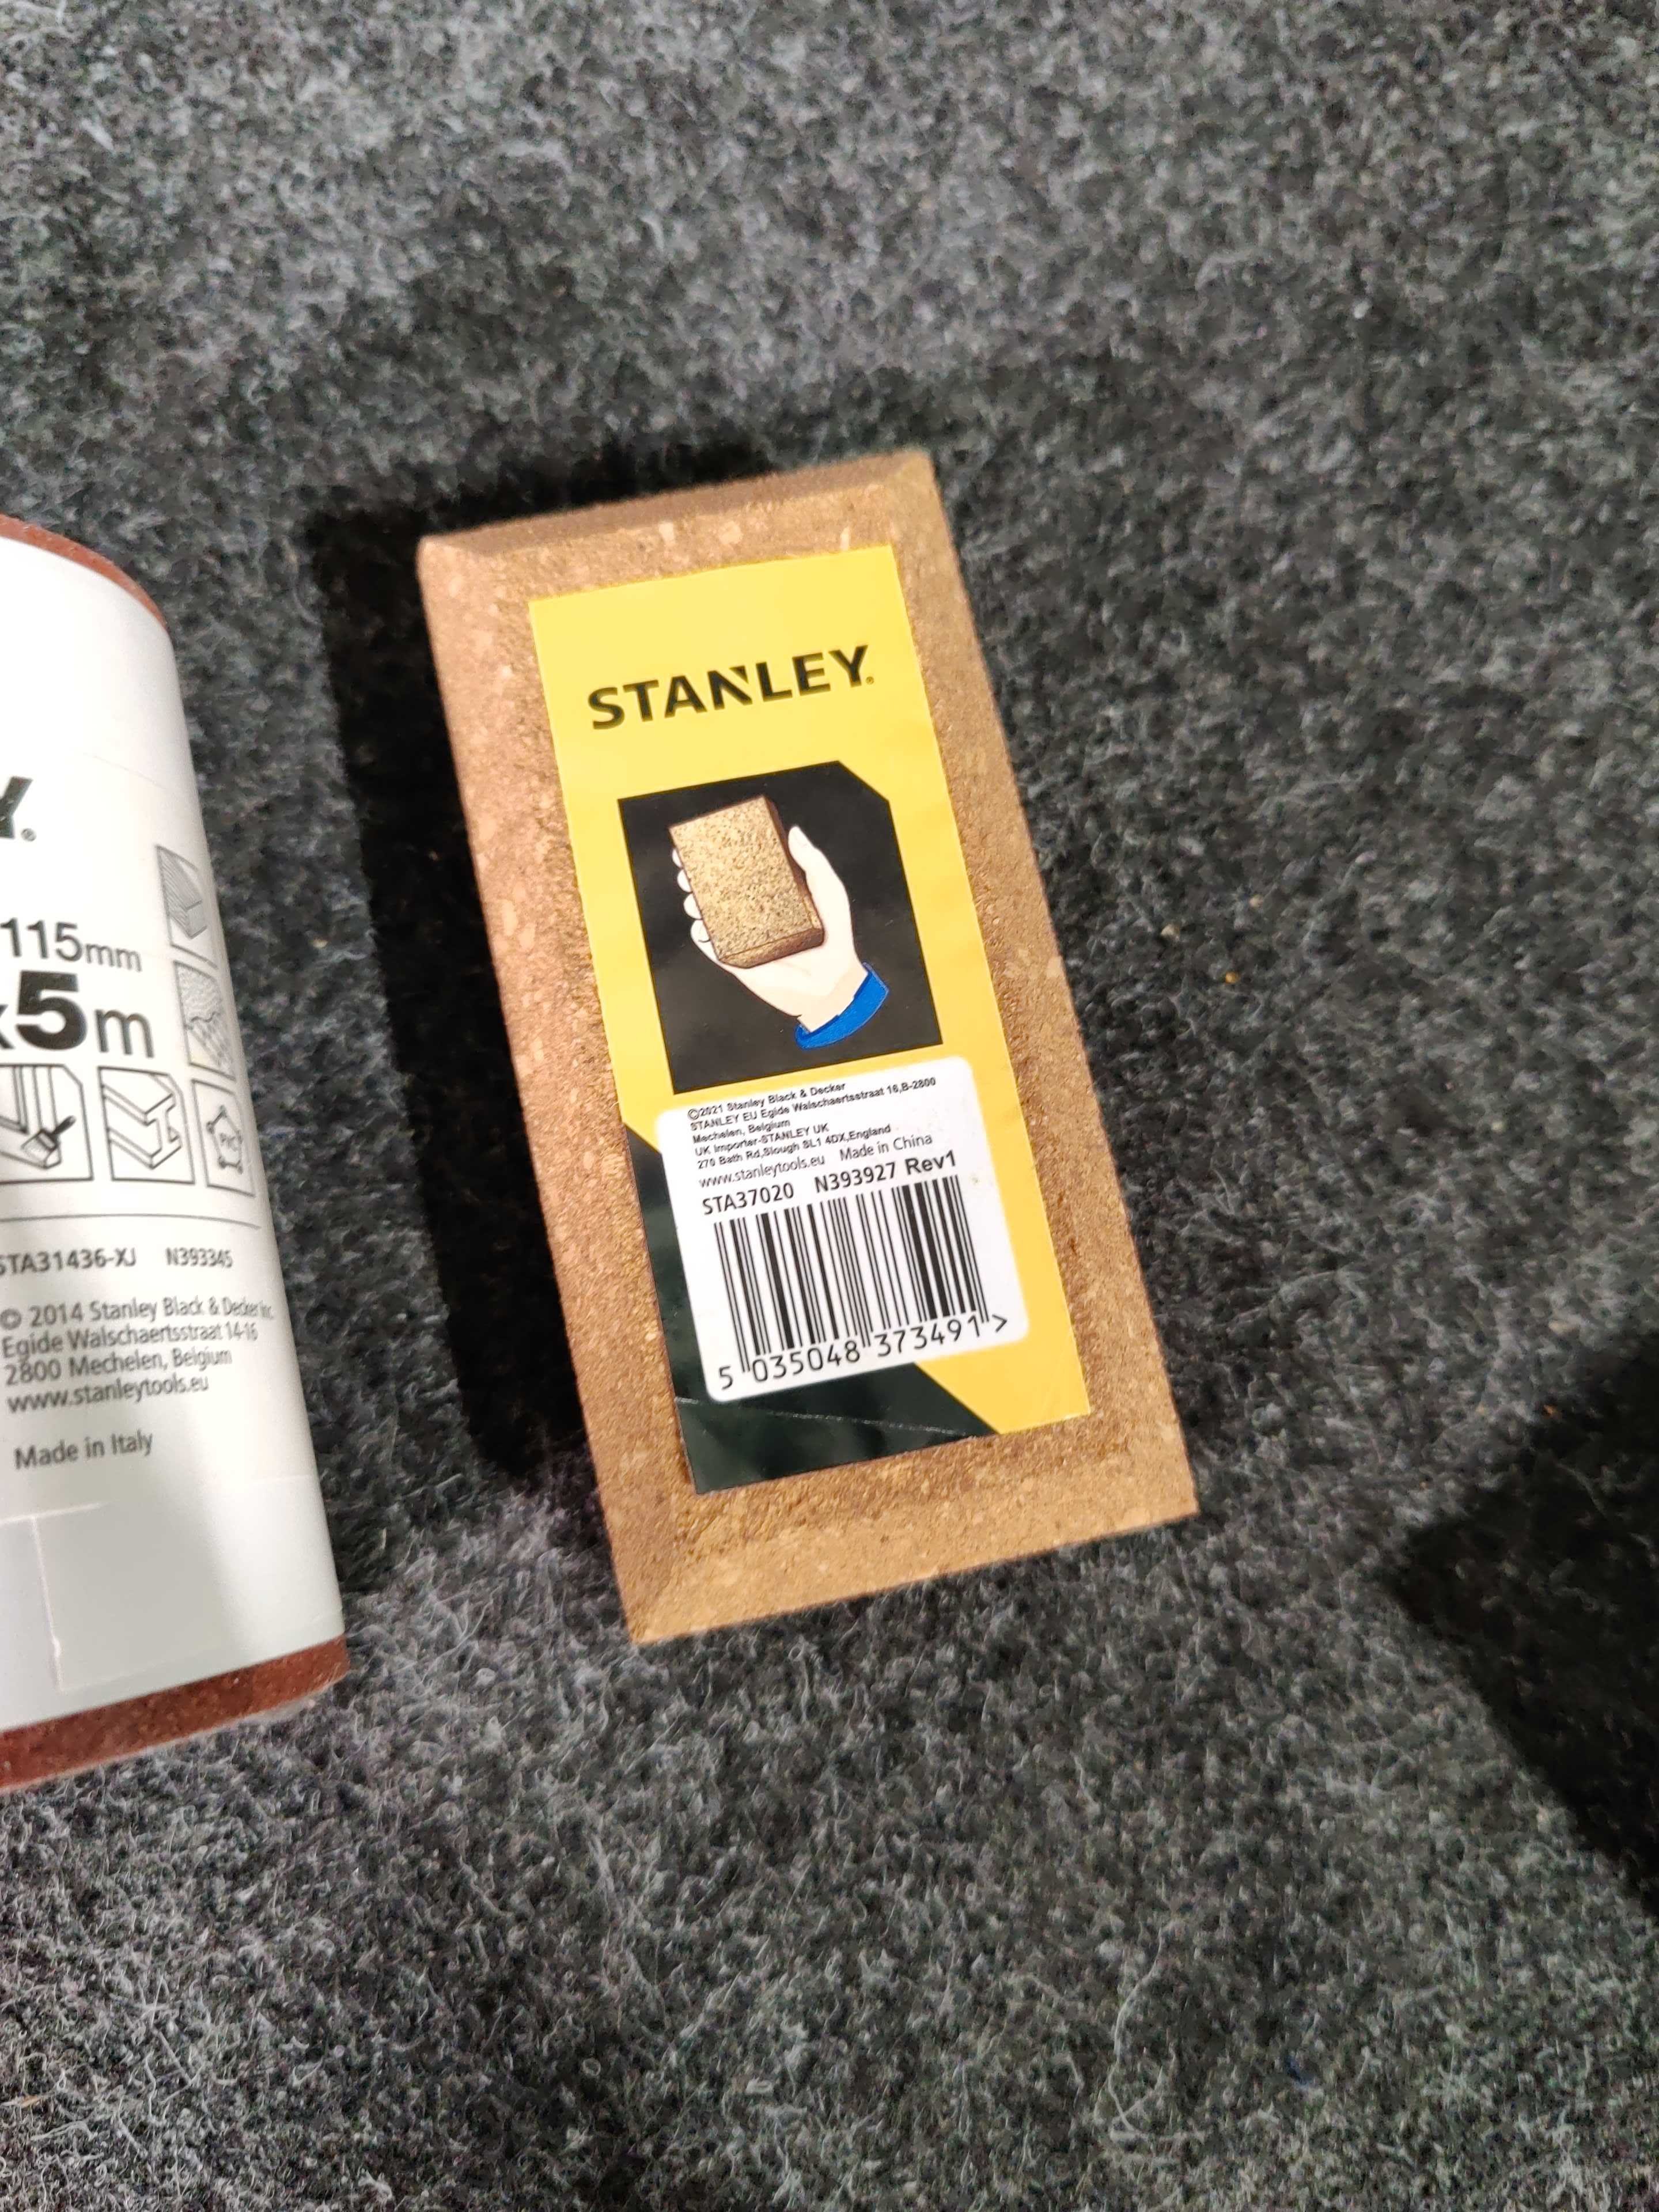 Y®
115mm
x5m
PVC
STA31436-XJ N393345
© 2014 Stanley Black & Decker Inc.
Egide Walschaertsstraat 14-16
2800 Mechelen, Belgium
www.stanleytools.eu
Made in Italy
STANLEY®
©2021 Stanley Black & Decker
STANLEY EU Egide Walschaertsstraat 16,B-2800
Mechelen, Belgium
UK Importer-STANLEY UK
270 Bath Rd,Slough SL1 4DX,England
www.stanleytools.eu Made in China
STA37020 N393927 Rev1
5 035048 373491 >